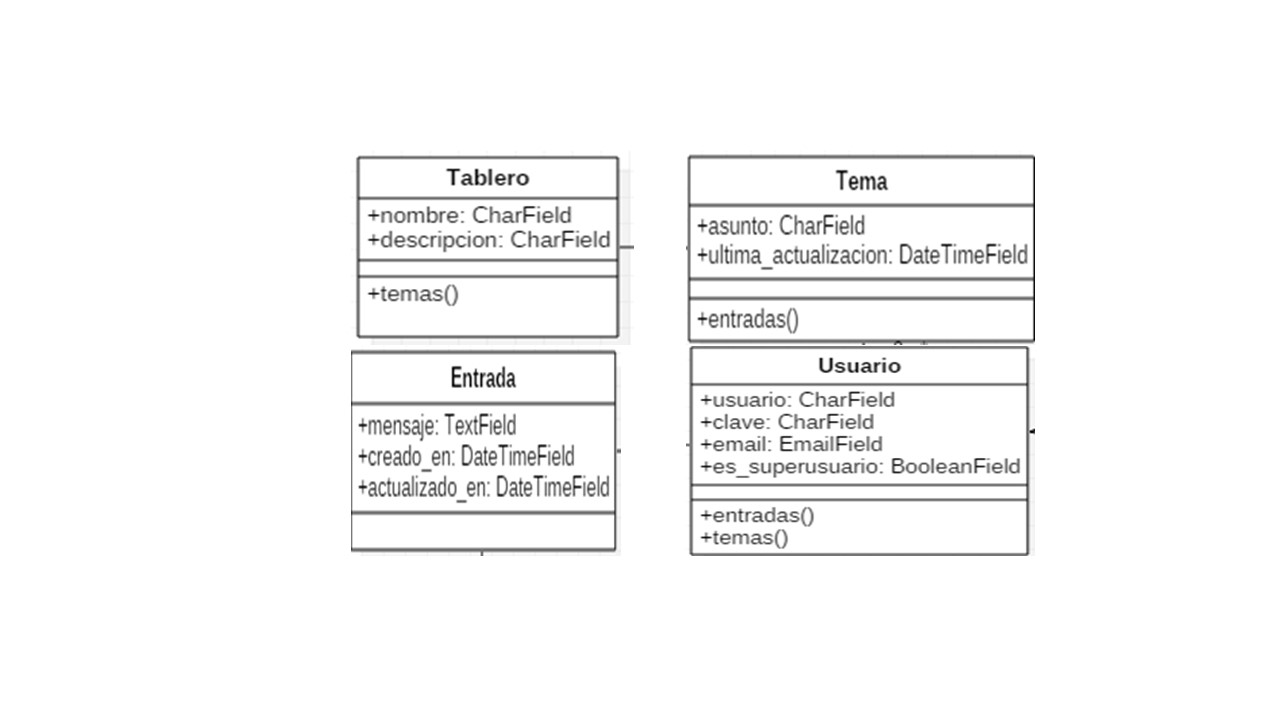 Tablero
+nombre: CharField
+descripcion: CharField
+temas()
Tema
+asunto: CharField
+ultima_actualizacion: DateTimeField
+entradas()
Entrada
+mensaje: TextField
+creado_en: DateTimeField
+actualizado_en: DateTimeField
Usuario
+usuario: CharField
+clave: CharField
+email: EmailField
+es_superusuario: BooleanField
+entradas()
+temas()